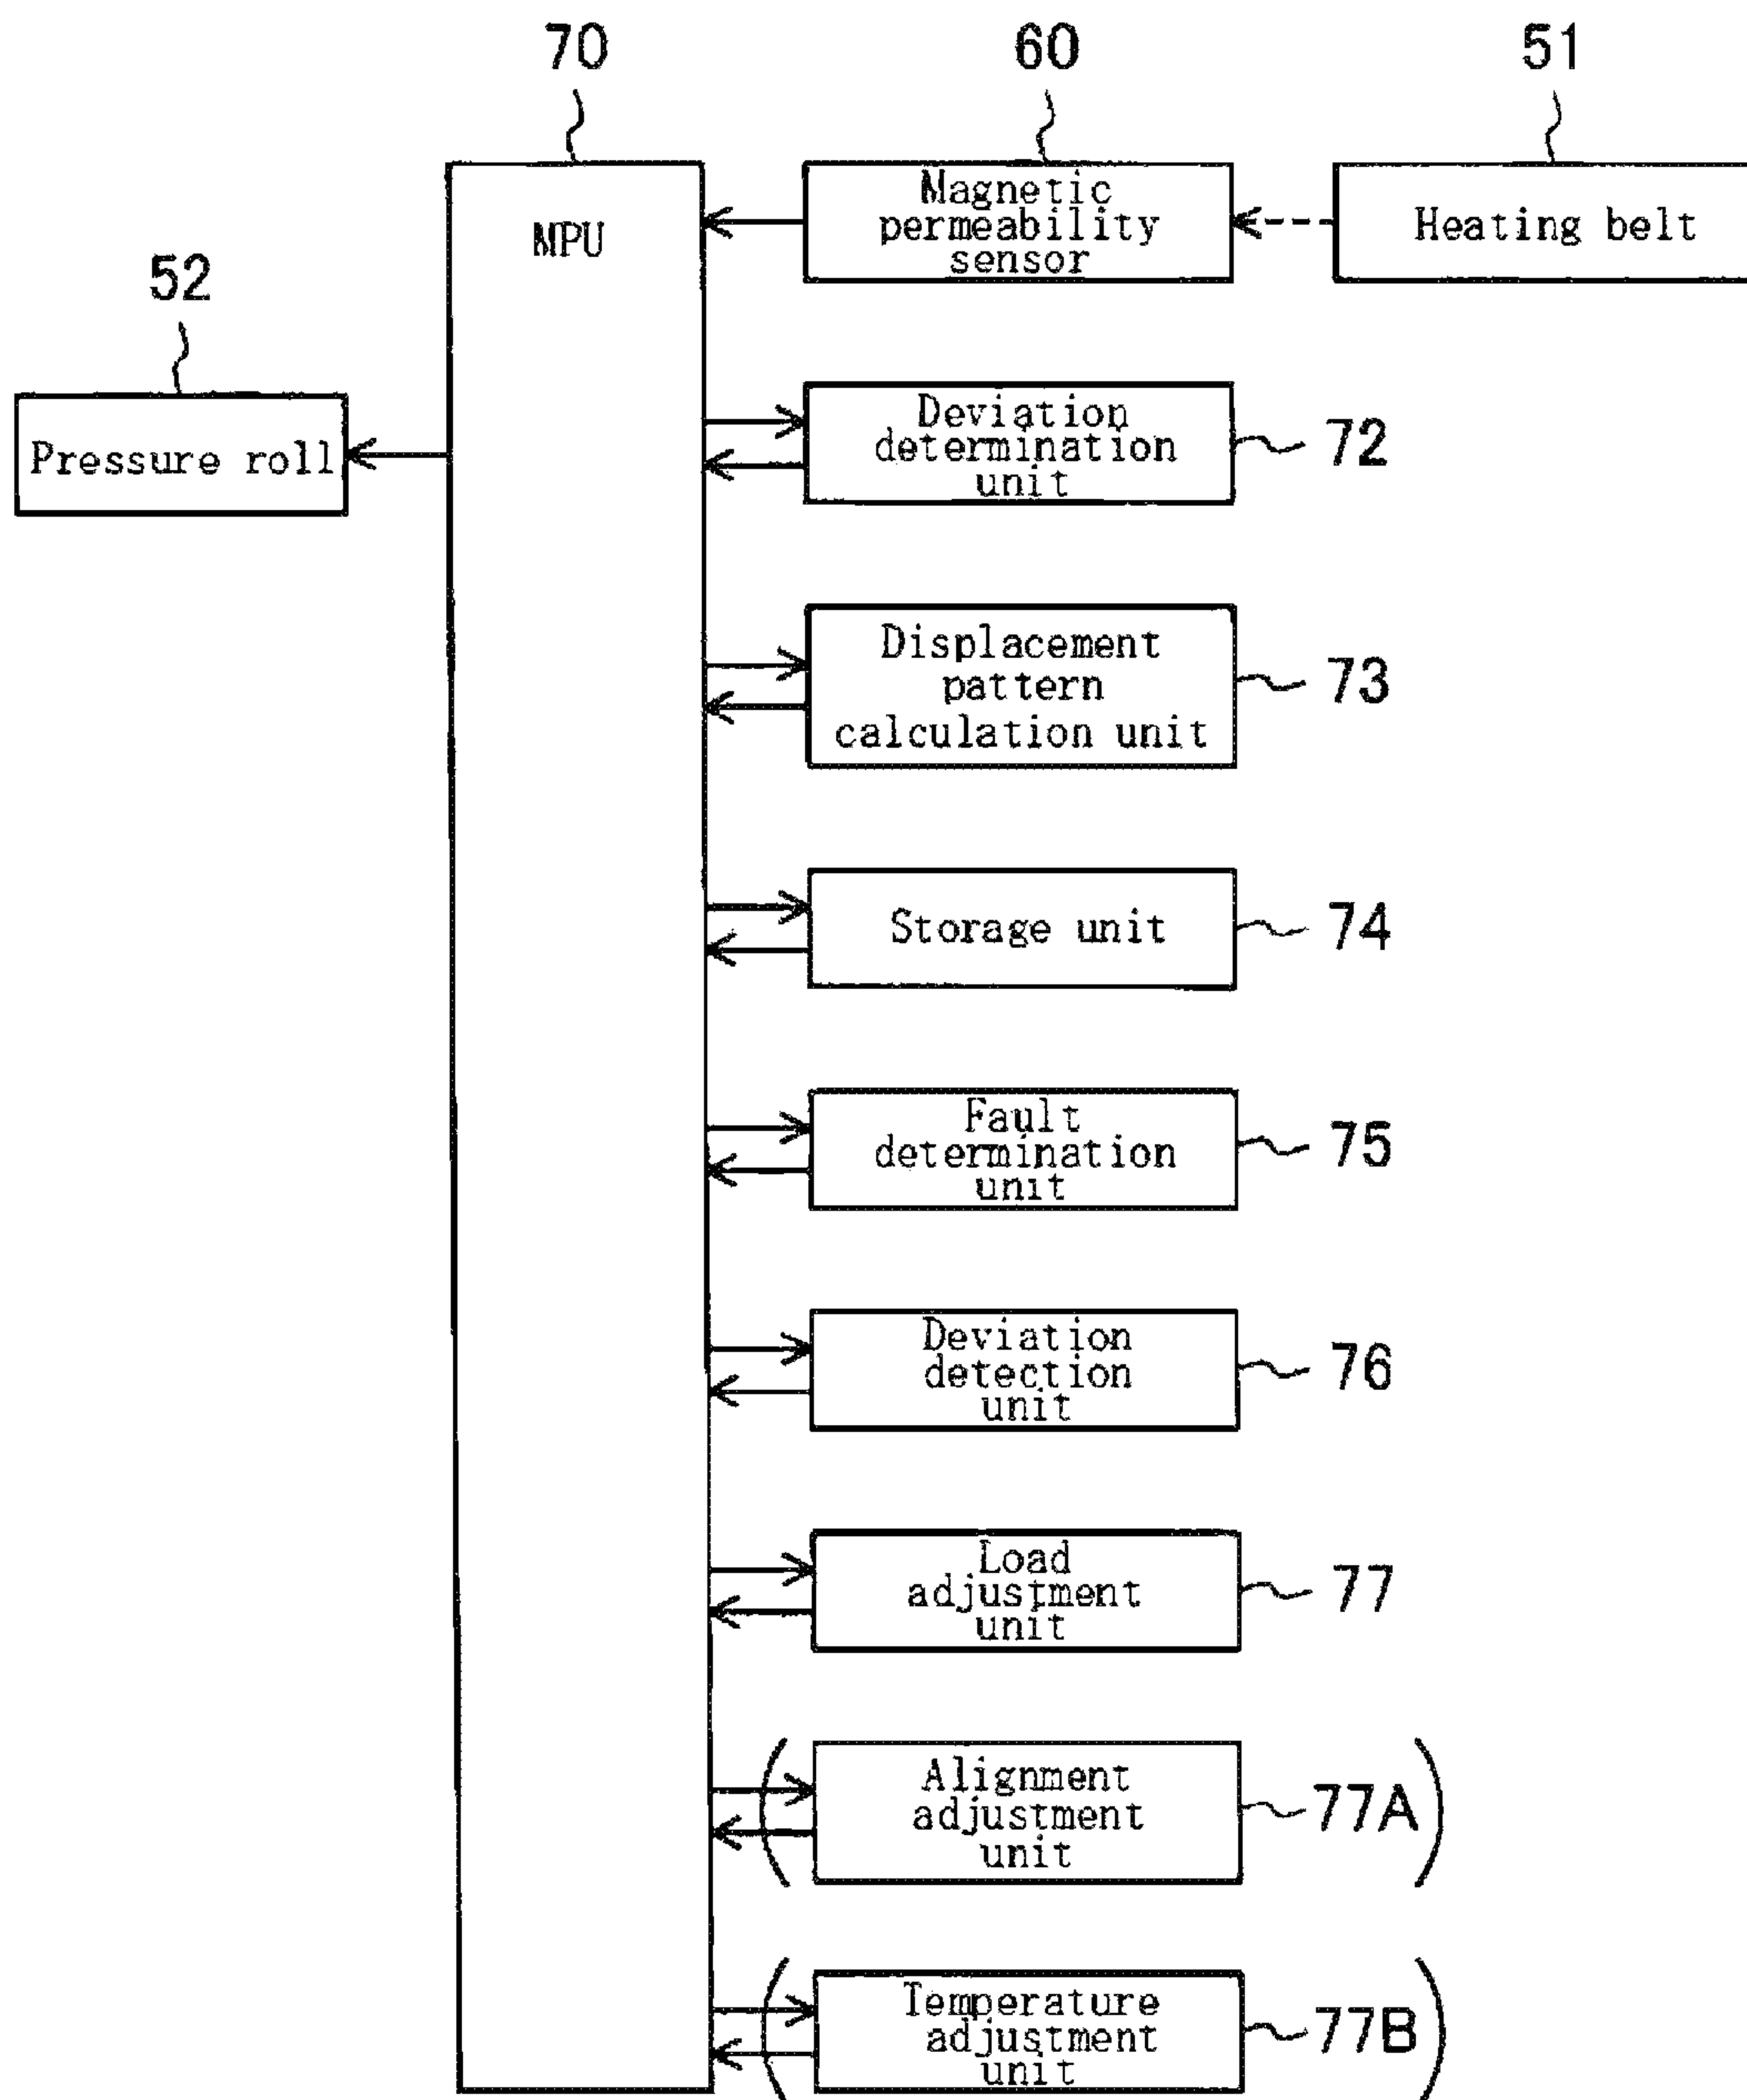 70
60
51
MPU
Magnetic
permeability
sensor
Heating belt
52
Pressure roll
Deviation
determination
unit
72
Displacement
pattern
calculation unit
73
Storage unit
74
Fault
determination
unit
75
Deviation
detection
unit
76
Load
adjustment
unit
77
Alignment
adjustment
unit
(77A)
Temperature
adjustment
unit
(77B)